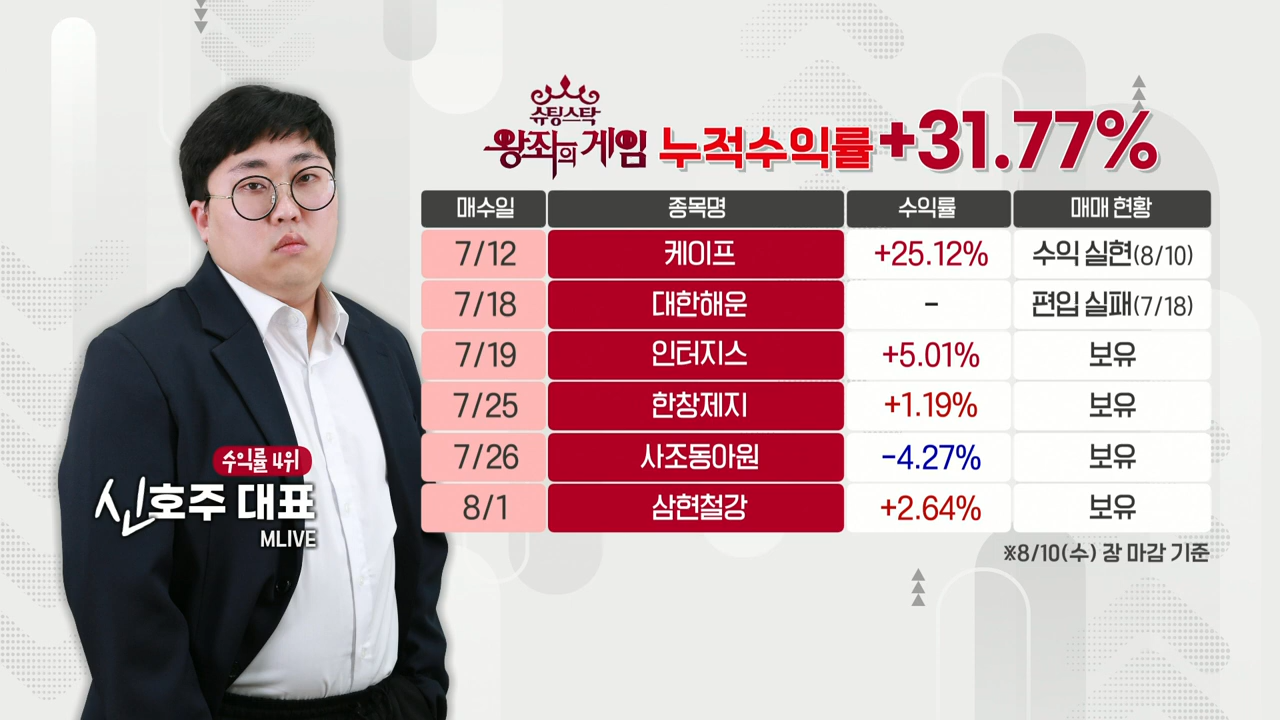 슈팅스탁
왕좌의 게임 누적수익률 +31.77%
매수일 종목명 수익률 매매 현황
7/12 케이프 +25.12% 수익 실현(8/10)
7/18 대한해운 - 편입 실패(7/18)
7/19 인터지스 +5.01% 보유
7/25 한창제지 +1.19% 보유
7/26 사조동아원 -4.27% 보유
8/1 삼현철강 +2.64% 보유
※8/10(수) 장 마감 기준
수익률 4위
신호주 대표
MLIVE